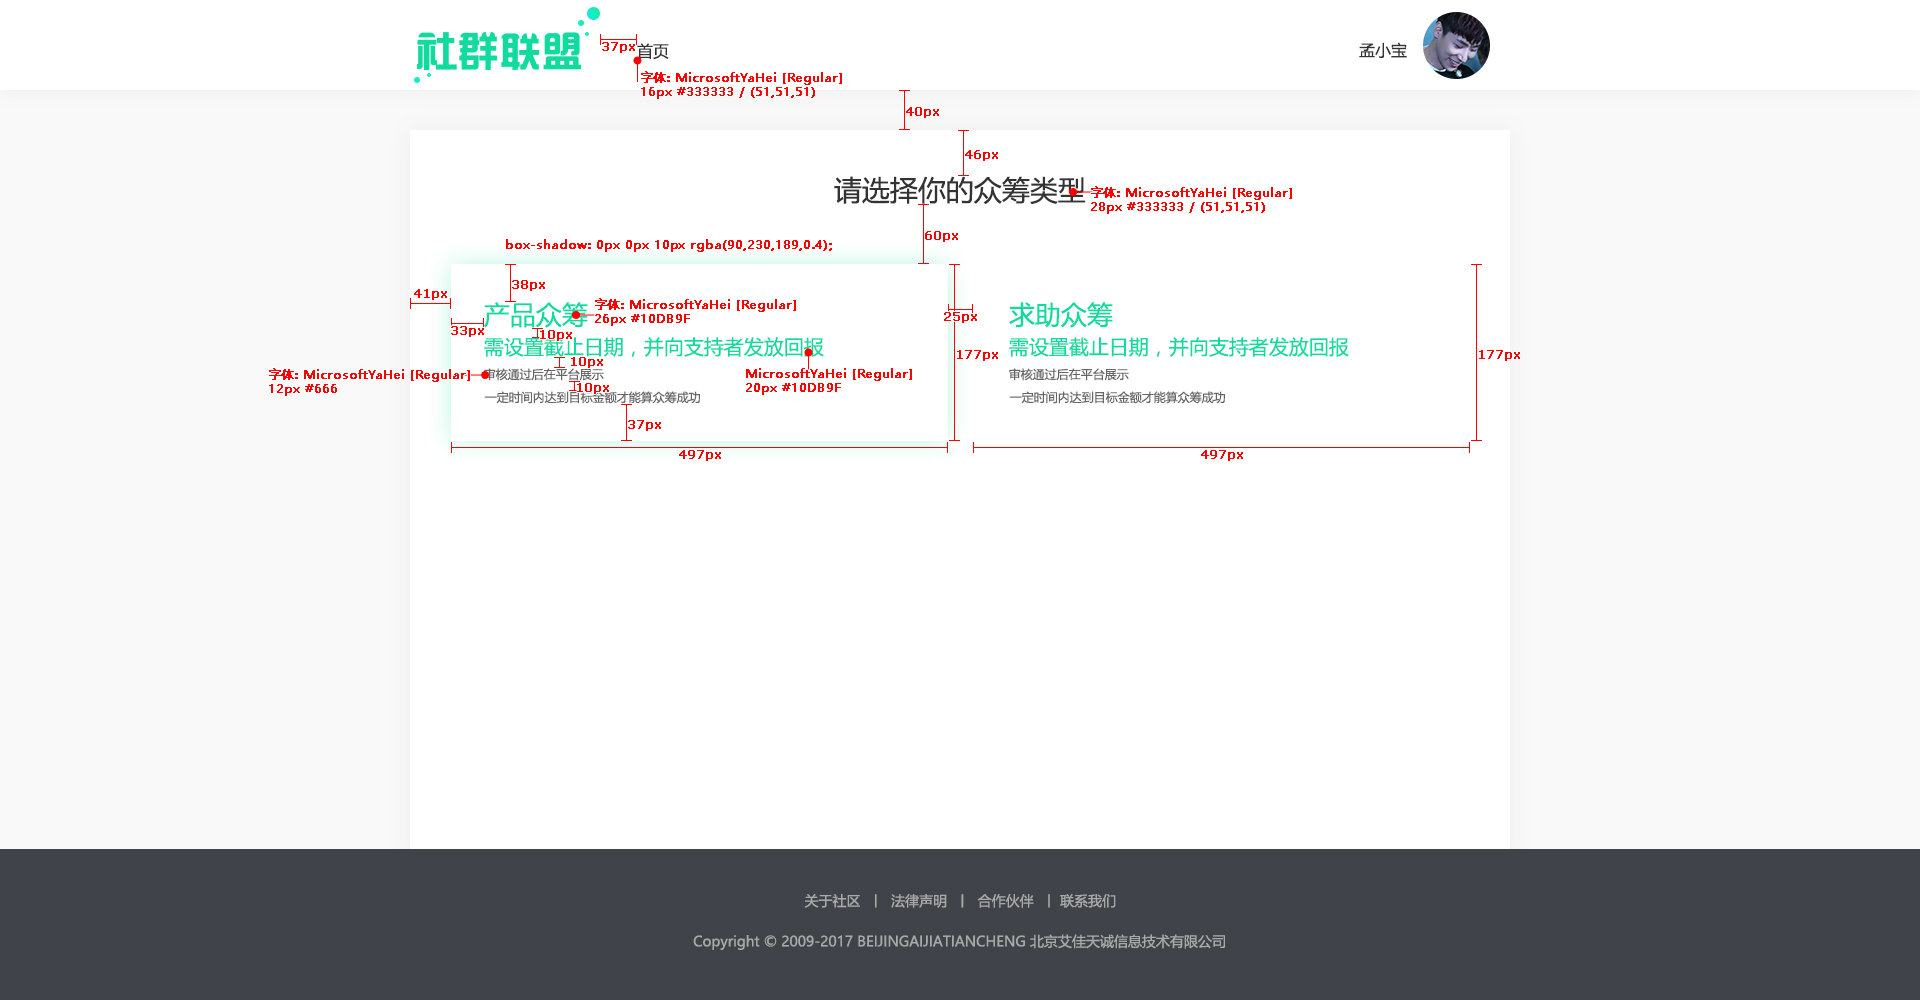 社群联盟
37px
首页
孟小宝
字体: MicrosoftYaHei [Regular]
16px #333333 / (51,51,51)
40px
46px
请选择你的众筹类型
字体: MicrosoftYaHei [Regular]
28px #333333 / (51,51,51)
60px
box-shadow: 0px 0px 10px rgba(90,230,189,0.4);
41px
38px
33px
产品众筹
字体: MicrosoftYaHei [Regular]
26px #10DB9F
10px
需设置截止日期，并向支持者发放回报
10px
字体: MicrosoftYaHei [Regular]
12px #666
审核通过后在平台展示
MicrosoftYaHei [Regular]
20px #10DB9F
10px
一定时间内达到目标金额才能算众筹成功
37px
497px
25px
177px
求助众筹
需设置截止日期，并向支持者发放回报
审核通过后在平台展示
一定时间内达到目标金额才能算众筹成功
177px
497px
关于社区 | 法律声明 | 合作伙伴 | 联系我们
Copyright © 2009-2017 BEIJINGAIJIATIANCHENG 北京艾佳天诚信息技术有限公司